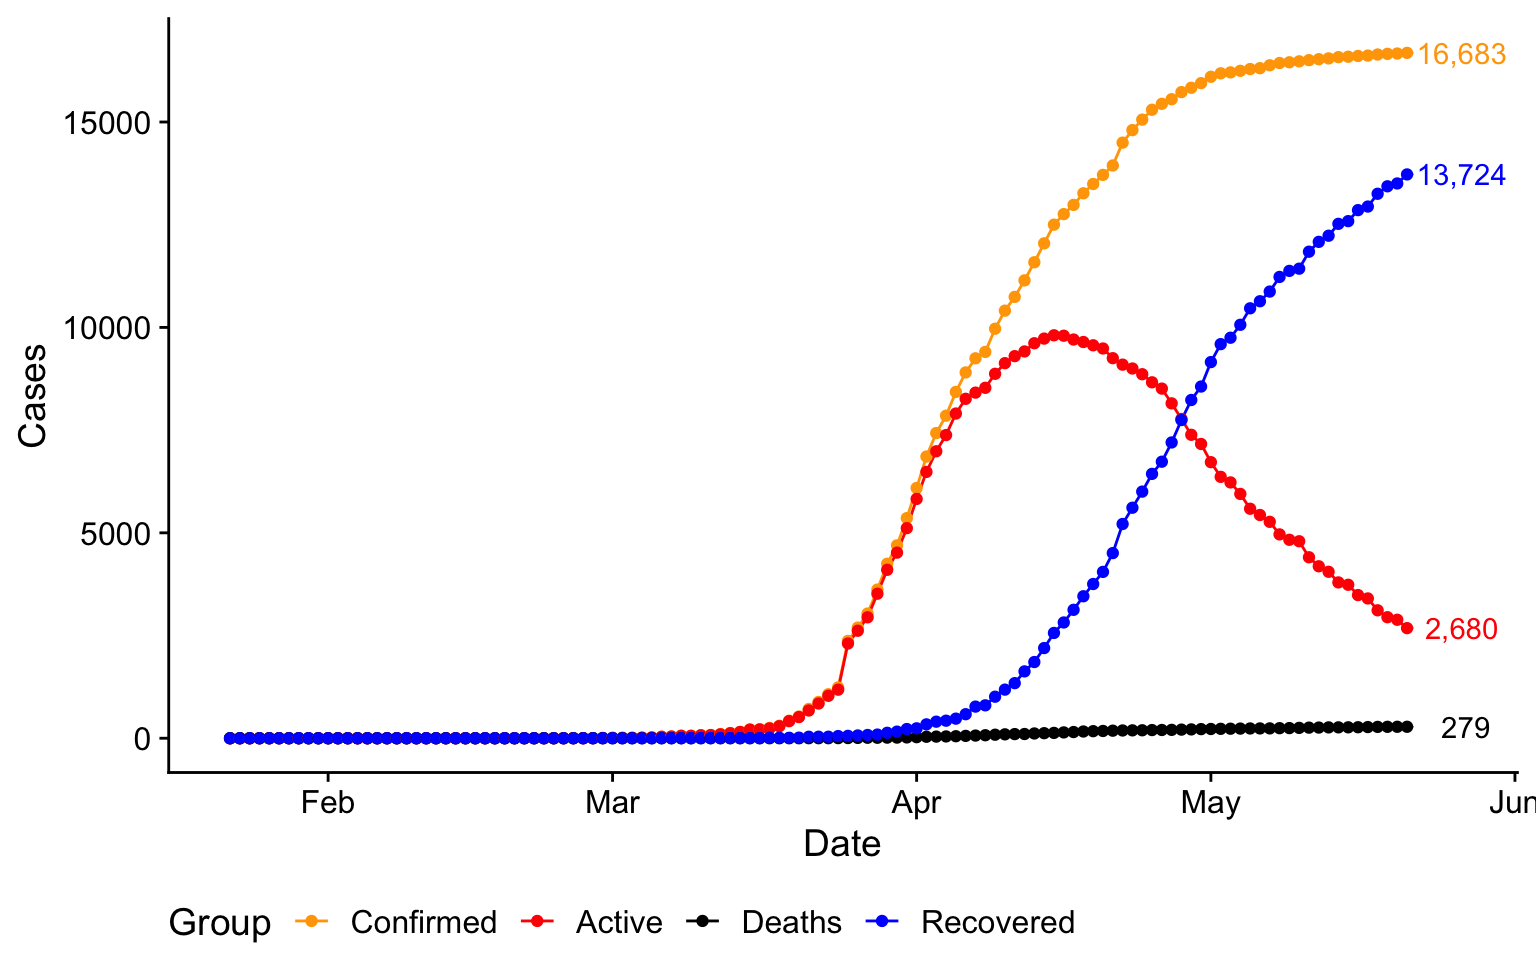 16,683
15000
13,724
10000
Cases
5000
2,680
279
0
Feb Mar Apr May Jun
Date
Group Confirmed Active Deaths Recovered